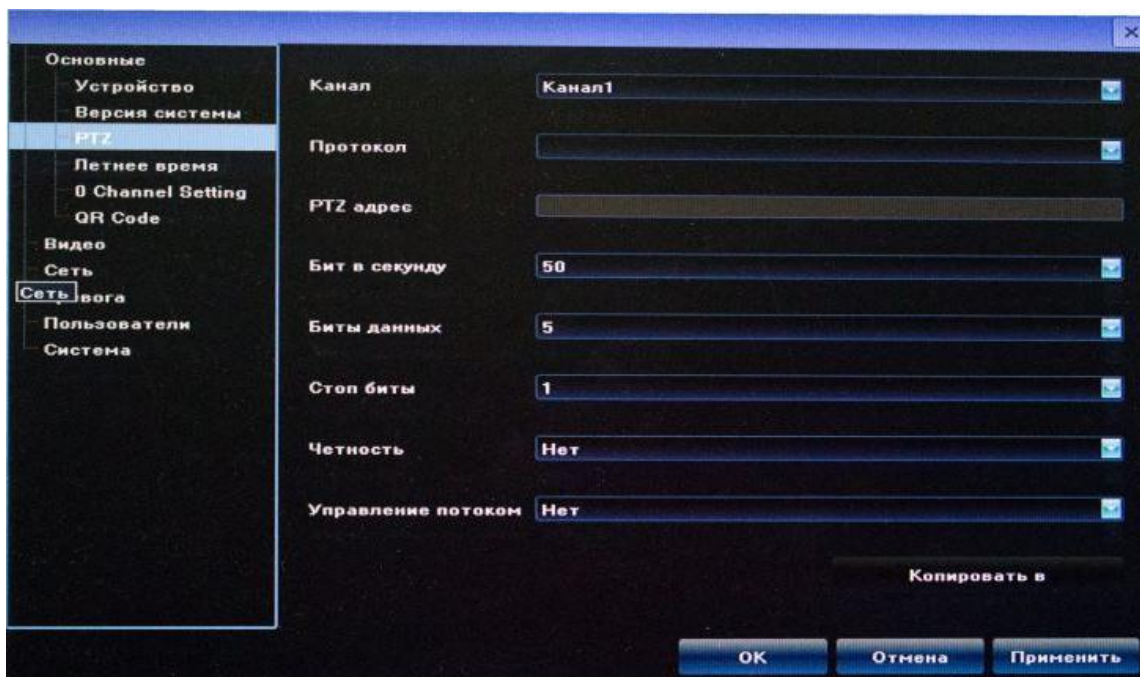 Основные
Устройство
Версия системы
PTZ
Летнее время
0 Channel Setting
QR Code
Видео
Сеть
Сеть
вога
Пользователи
Система
Канал
Канал1
Протокол
PTZ адрес
Бит в секунду
50
Биты данных
5
Стоп биты
1
Четность
Нет
Управление потоком
Нет
Копировать в
OK
Отмена
Применить